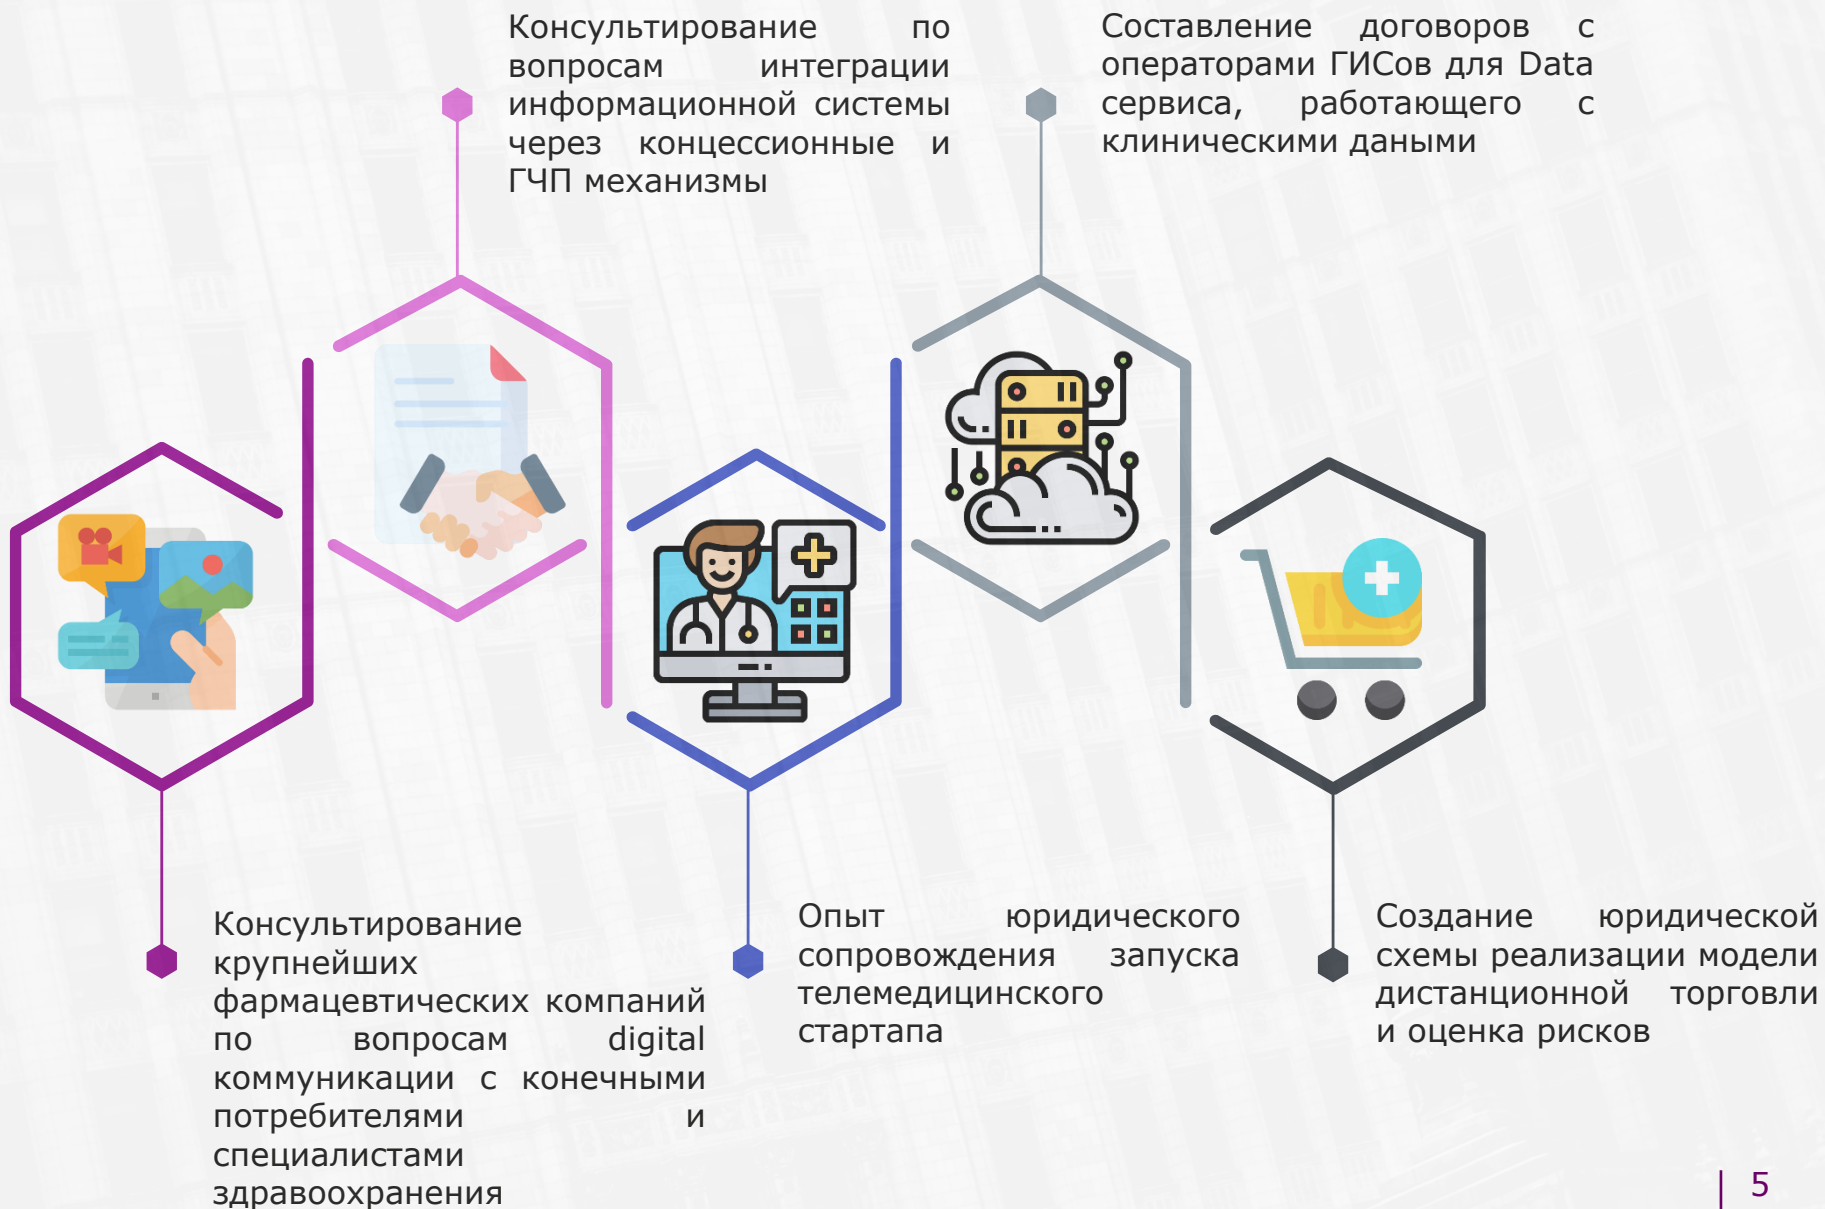 Консультирование по
вопросам интеграции
информационной системы
через концессионные и
ГЧП механизмы
Составление договоров с
операторами ГИСов для Data
сервиса, работающего с
клиническими даными
Консультирование
крупнейших
фармацевтических компаний
по вопросам digital
коммуникации с конечными
потребителями и
специалистами
здравоохранения
Опыт юридического
сопровождения запуска
телемедицинского
стартапа
Создание юридической
схемы реализации модели
дистанционной торговли
и оценка рисков
5